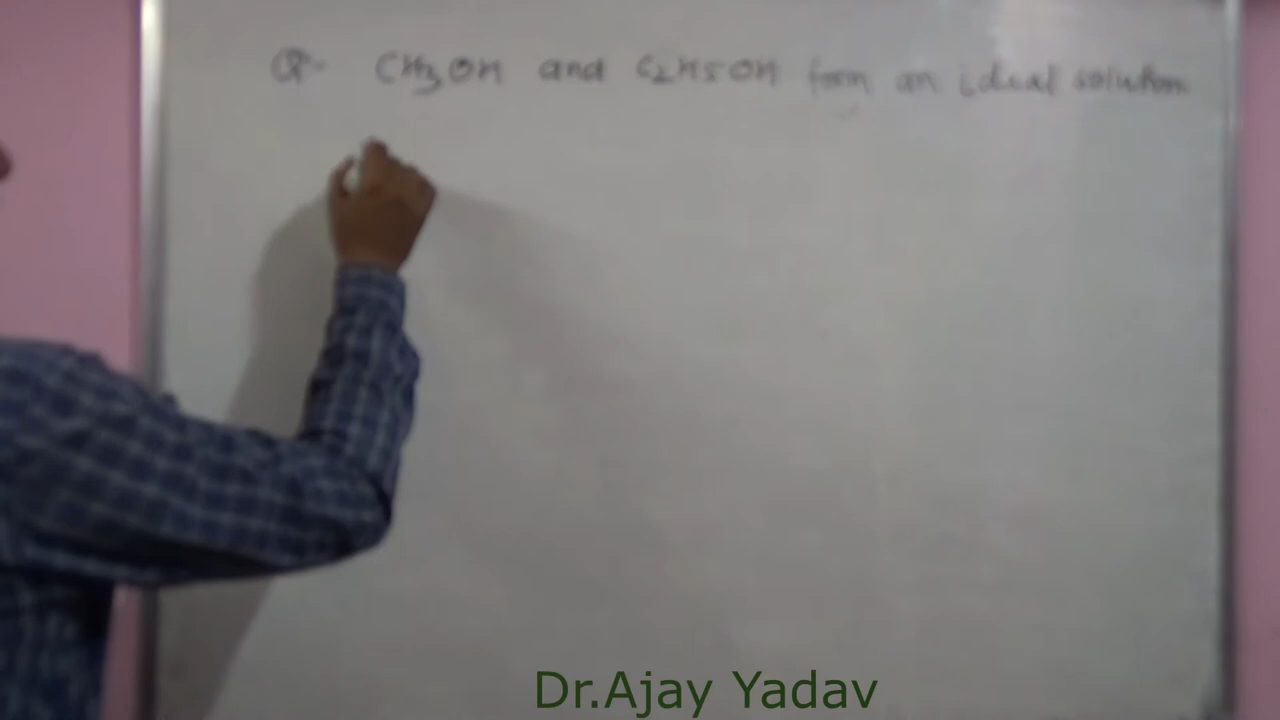 Q- CH3OH and C2H5OH form an ideal solution
Dr.Ajay Yadav